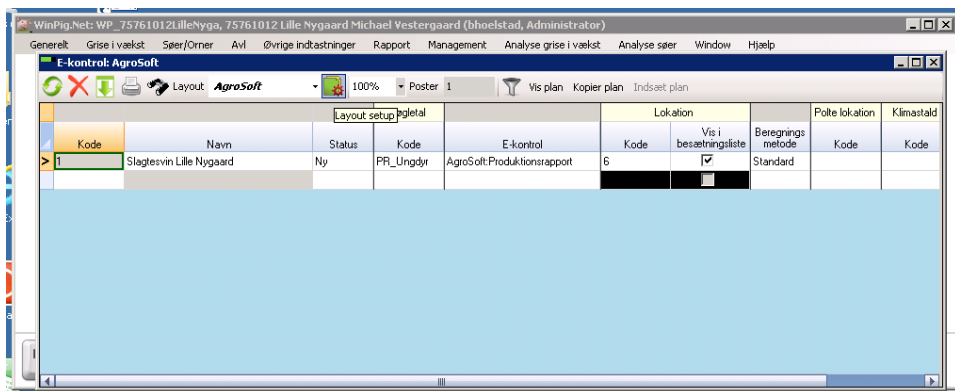 WinPig.Net: WP_75761012LilleNyga, 75761012 Lille Nygaard Michael Vestergaard (bhoelstad, Administrator)
Generelt Grise i vækst Søer/Orner Avl Øvrige indtastninger Rapport Management Analyse grise i vækst Analyse søer Window Hjælp
E-kontrol: AgroSoft
Layout AgroSoft 100% Poster 1 Vis plan Kopier plan Indsæt plan
Layout setup øgletal Lokation Polte lokation Klimastald
Kode Navn Status Kode E-kontrol Kode Vis i besætningsliste Beregnings metode Kode Kode
1 Slagtesvin Lille Nygaard Ny PR_Ungdyr AgroSoft:Produktionsrapport 6 Standard